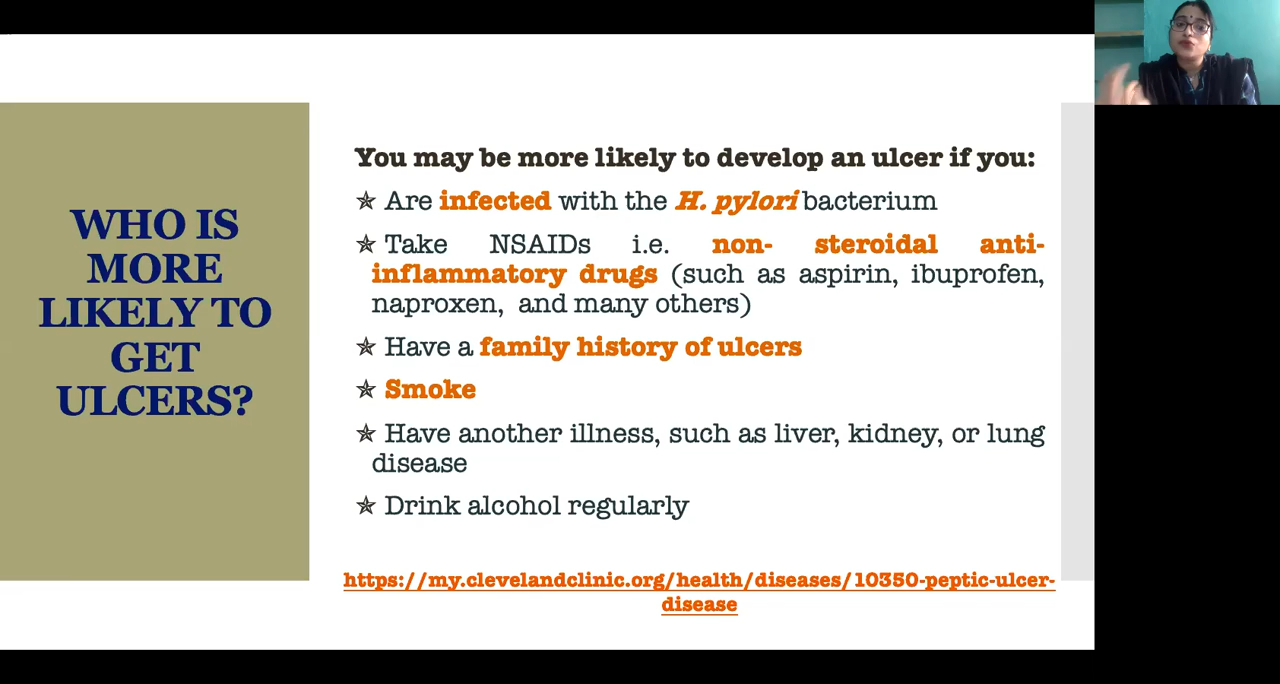 WHO IS
MORE
LIKELY TO
GET
ULCERS?
You may be more likely to develop an ulcer if you:
✯ Are infected with the H. pylori bacterium
✯ Take NSAIDs i.e. non- steroidal anti-
inflammatory drugs (such as aspirin, ibuprofen,
naproxen, and many others)
✯ Have a family history of ulcers
✯ Smoke
✯ Have another illness, such as liver, kidney, or lung
disease
✯ Drink alcohol regularly
https://my.clevelandclinic.org/health/diseases/10350-peptic-ulcer-
disease